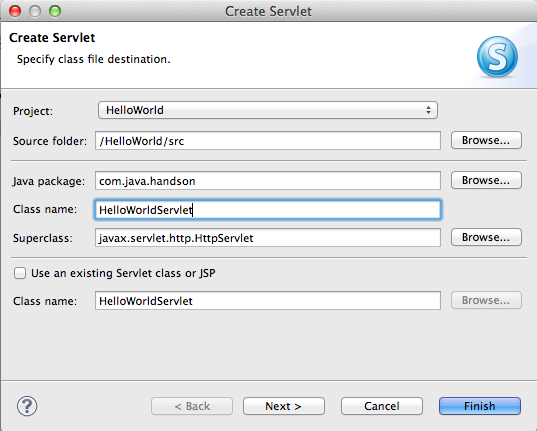 Create Servlet
Create Servlet
Specify class file destination.
S
Project: HelloWorld
Source folder: /HelloWorld/src Browse...
Java package: com.java.handson Browse...
Class name: HelloWorldServlet
Superclass: javax.servlet.http.HttpServlet Browse...
Use an existing Servlet class or JSP
Class name: HelloWorldServlet Browse...
? < Back Next > Cancel Finish